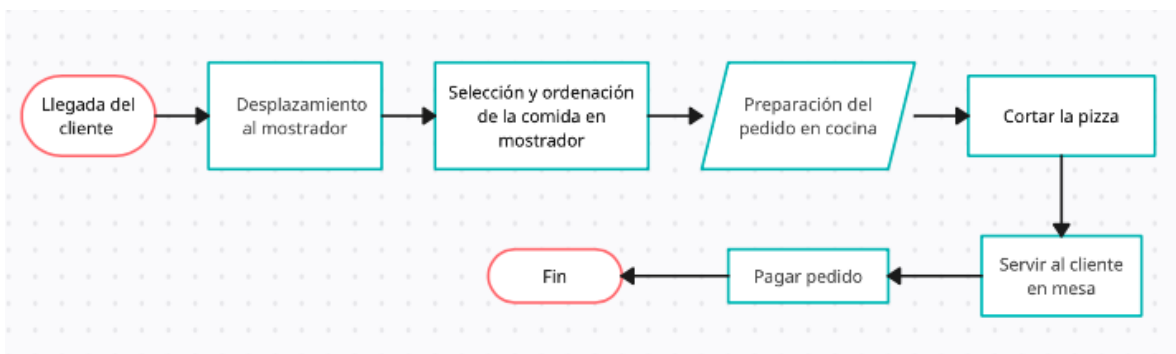 Llegada del
cliente
Desplazamiento
al mostrador
Selección y ordenación
de la comida en
mostrador
Preparación del
pedido en cocina
Cortar la pizza
Servir al cliente
en mesa
Pagar pedido
Fin